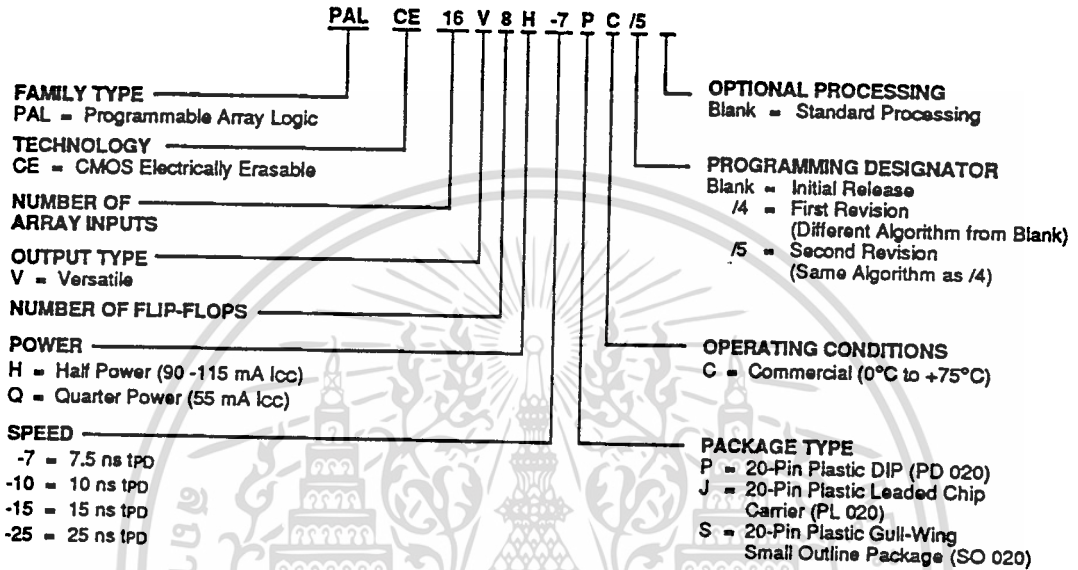 PAL CE 16 V 8 H -7 P C /5
FAMILY TYPE
PAL = Programmable Array Logic
TECHNOLOGY
CE = CMOS Electrically Erasable
NUMBER OF
ARRAY INPUTS
OUTPUT TYPE
V = Versatile
NUMBER OF FLIP-FLOPS
POWER
H = Half Power (90 -115 mA Icc)
Q = Quarter Power (55 mA Icc)
SPEED
-7 = 7.5 ns tPD
-10 = 10 ns tPD
-15 = 15 ns tPD
-25 = 25 ns tPD
OPTIONAL PROCESSING
Blank = Standard Processing
PROGRAMMING DESIGNATOR
Blank = Initial Release
/4 = First Revision
(Different Algorithm from Blank)
/5 = Second Revision
(Same Algorithm as /4)
OPERATING CONDITIONS
C = Commercial (0°C to +75°C)
PACKAGE TYPE
P = 20-Pin Plastic DIP (PD 020)
J = 20-Pin Plastic Leaded Chip
Carrier (PL 020)
S = 20-Pin Plastic Gull-Wing
Small Outline Package (SO 020)